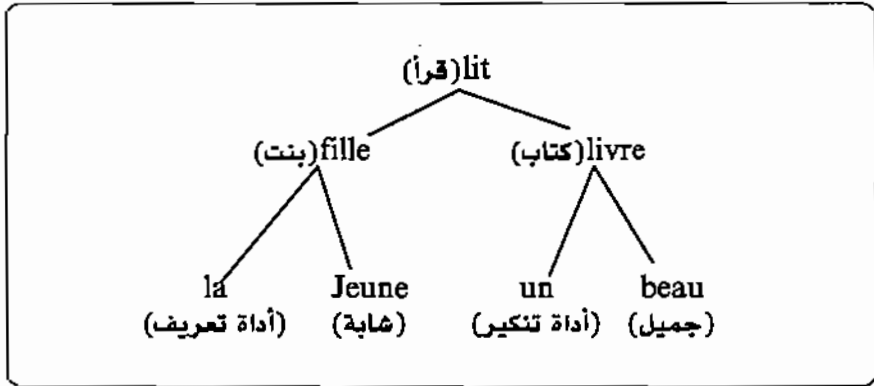 (قرأ)lit
(بنت)fille (كتاب)livre
la Jeune un beau
(أداة تعريف) (شابة) (أداة تنكير) (جميل)